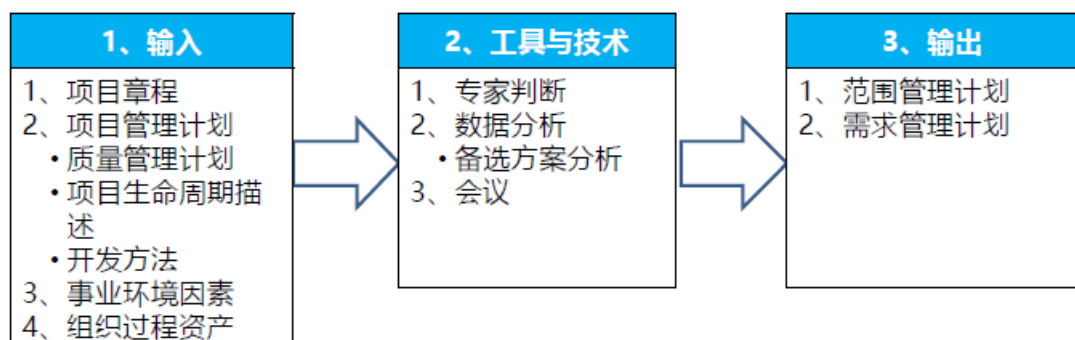 1、输入
1、项目章程
2、项目管理计划
•质量管理计划
•项目生命周期描
述
•开发方法
3、事业环境因素
4、组织过程资产
2、工具与技术
1、专家判断
2、数据分析
•备选方案分析
3、会议
3、输出
1、范围管理计划
2、需求管理计划